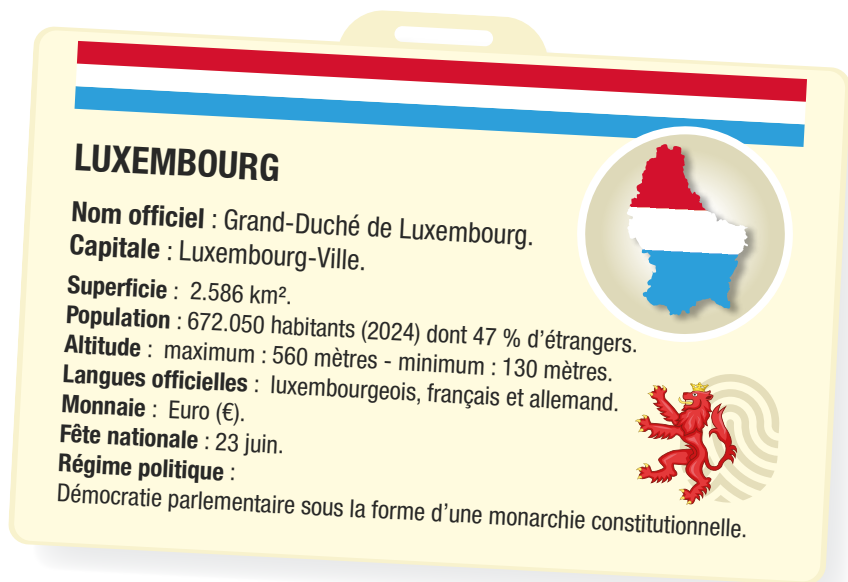 LUXEMBOURG
Nom officiel : Grand-Duché de Luxembourg.
Capitale : Luxembourg-Ville.
Superficie : 2.586 km².
Population : 672.050 habitants (2024) dont 47 % d’étrangers.
Altitude : maximum : 560 mètres - minimum : 130 mètres.
Langues officielles : luxembourgeois, français et allemand.
Monnaie : Euro (€).
Fête nationale : 23 juin.
Régime politique :
Démocratie parlementaire sous la forme d’une monarchie constitutionnelle.